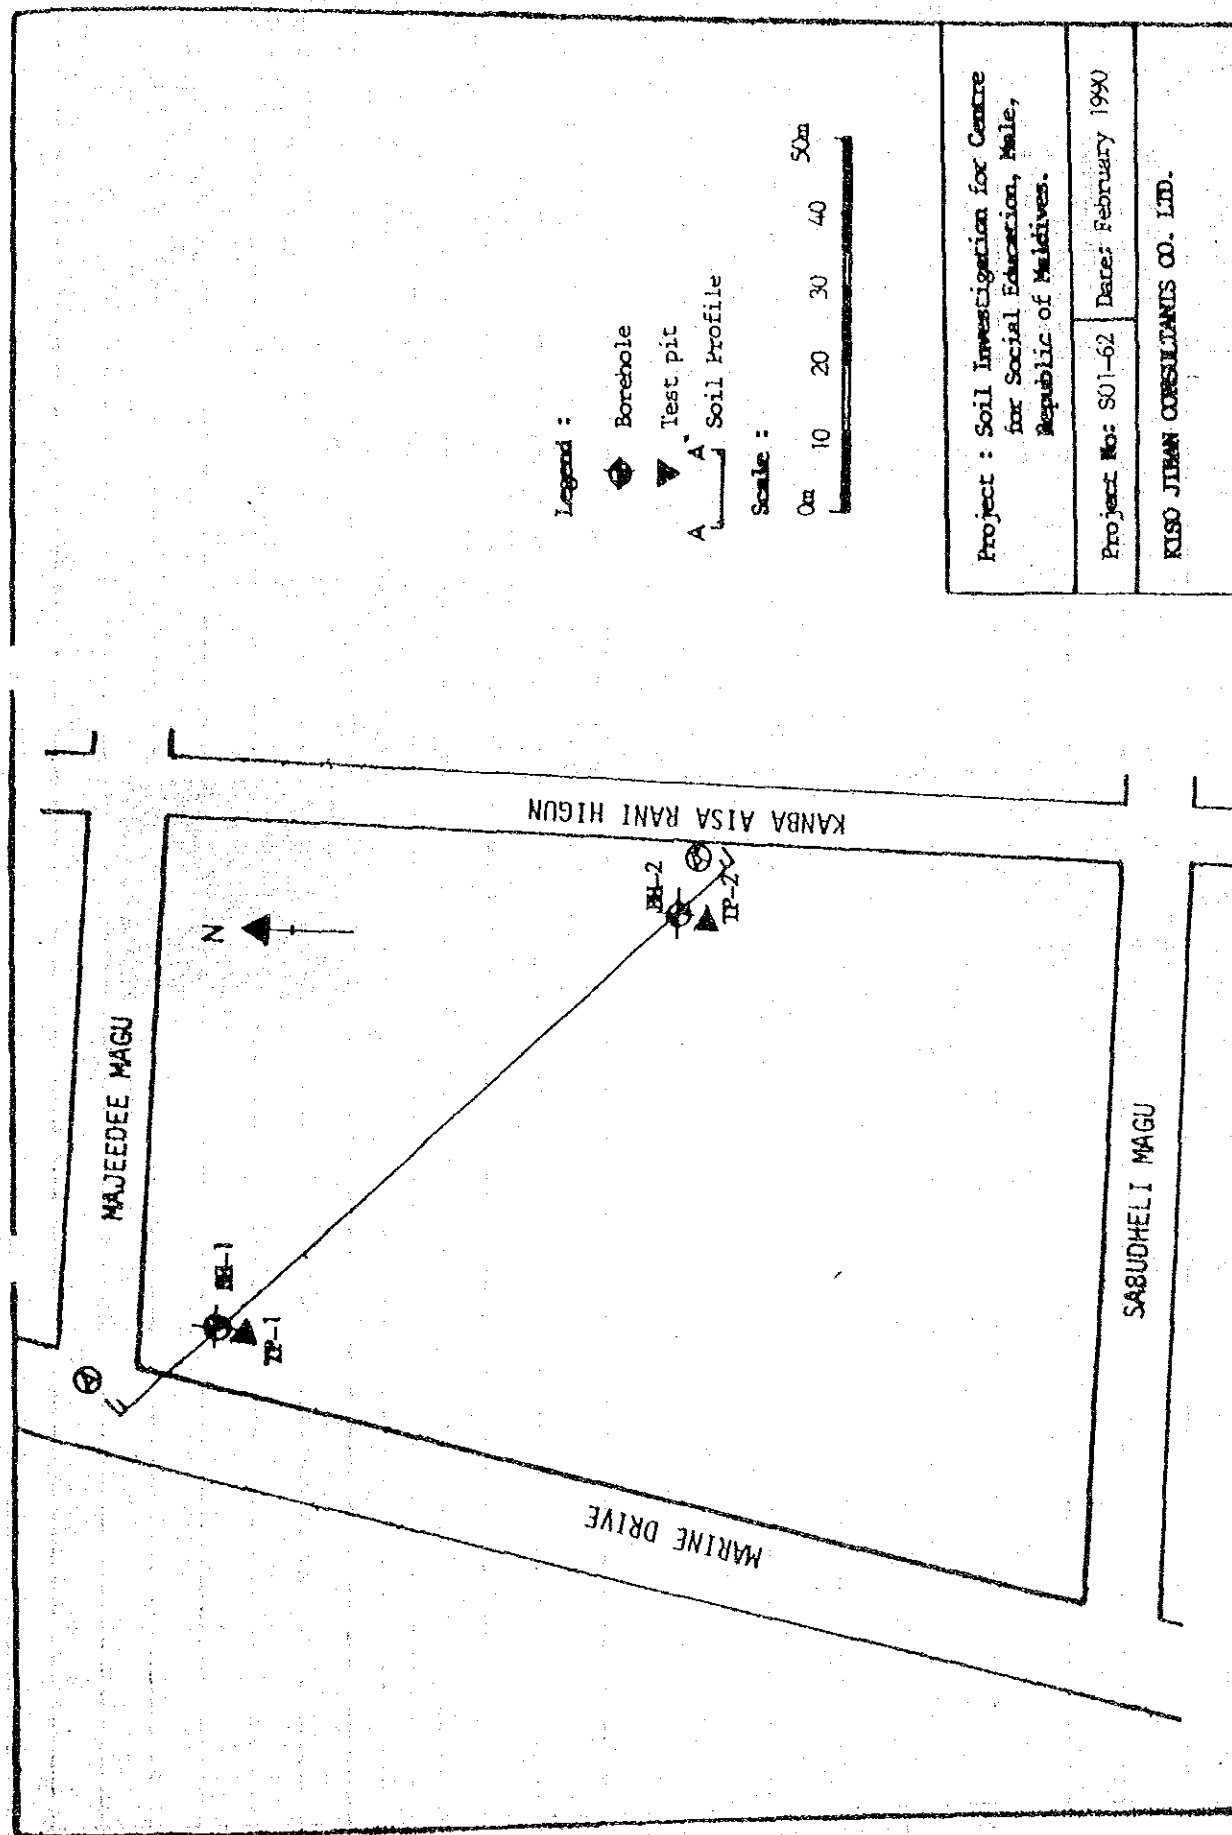 MAJEEDEE MAGU
N
BH-1
TP-1
BH-2
TP-2
KANBA AISA RANI HIGUN
MARINE DRIVE
SABUDHELI MAGU
Legend :
Borehole
Test pit
A A' Soil Profile
Scale :
0m 10 20 30 40 50m
Project : Soil Investigation for Centre
for Social Education, Male,
Republic of Maldives.
Project No: S01-62 Date: February 1990
KISO JIBAN CONSULTANTS CO. LTD.